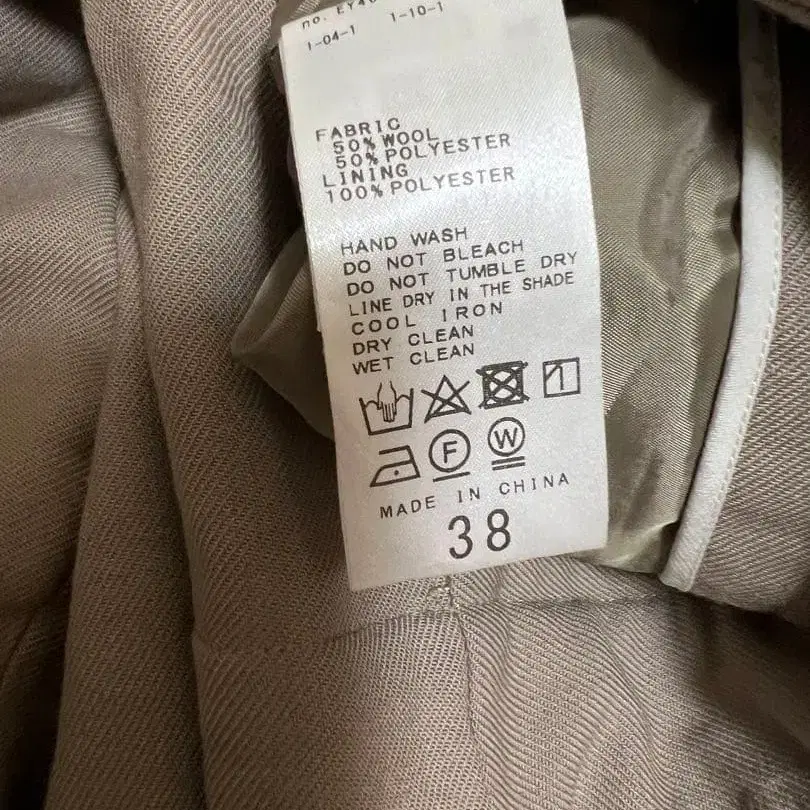 no. EY40
1-04-1 1-10-1
FABRIC
50%WOOL
50%POLYESTER
LINING
100%POLYESTER
HAND WASH
DO NOT BLEACH
DO NOT TUMBLE DRY
LINE DRY IN THE SHADE
COOL IRON
DRY CLEAN
WET CLEAN
F W
MADE IN CHINA
38